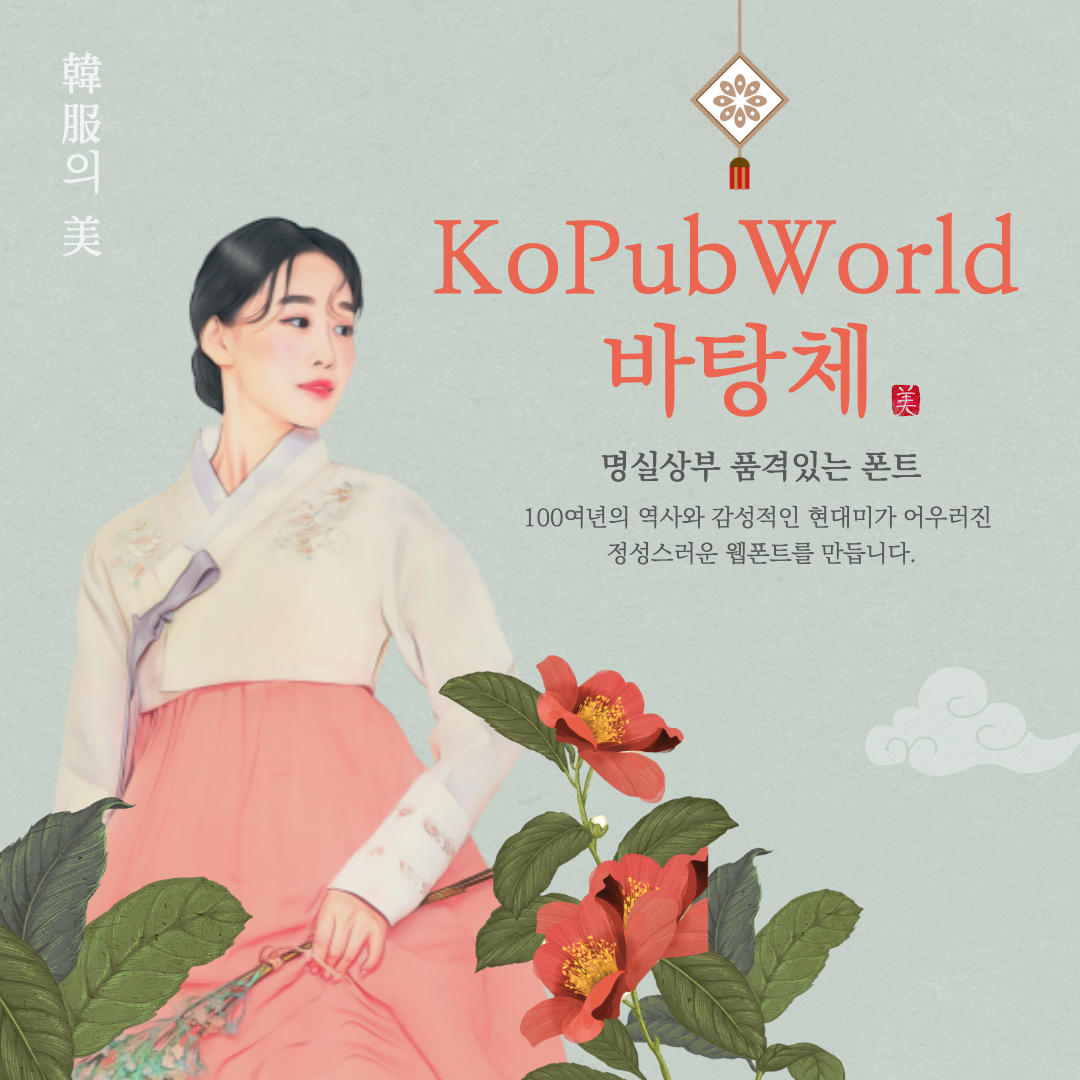 韓服의 美
KoPubWorld
바탕체
美
명실상부 품격있는 폰트
100여년의 역사와 감성적인 현대미가 어우러진
정성스러운 웹폰트를 만듭니다.